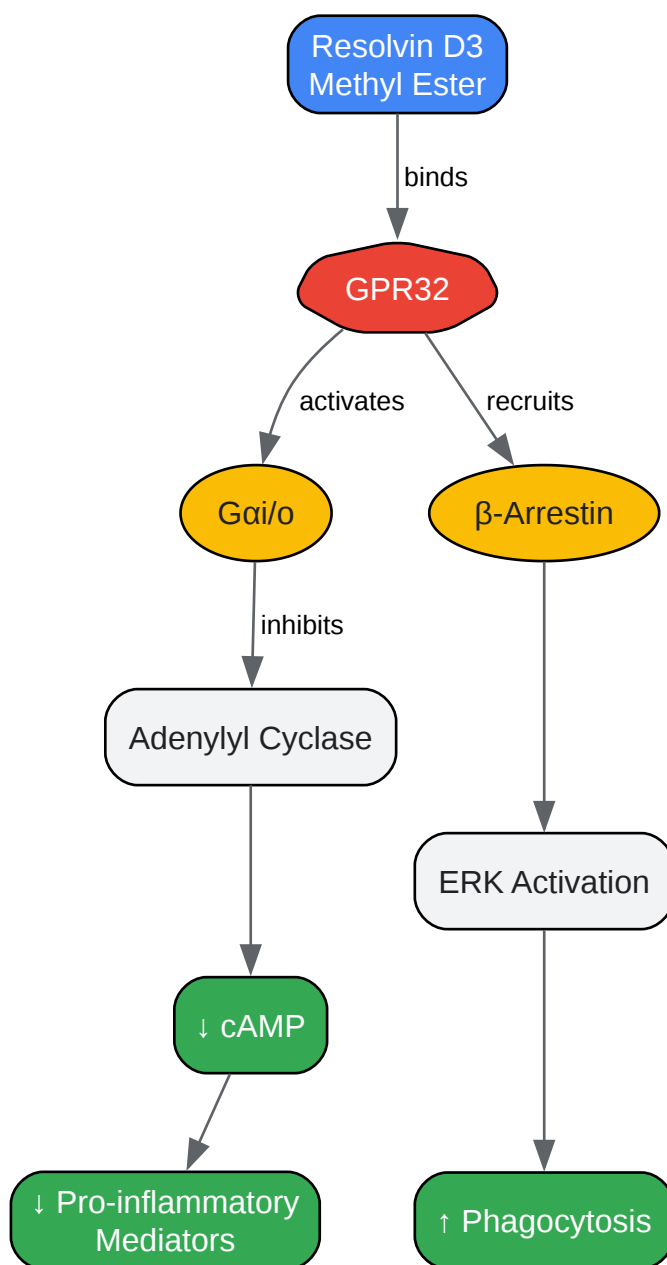 Resolvin D3
Methyl Ester
binds
GPR32
activates
recruits
Gαi/o
β-Arrestin
inhibits
Adenylyl Cyclase
ERK Activation
↓ cAMP
↓ Pro-inflammatory
Mediators
↑ Phagocytosis